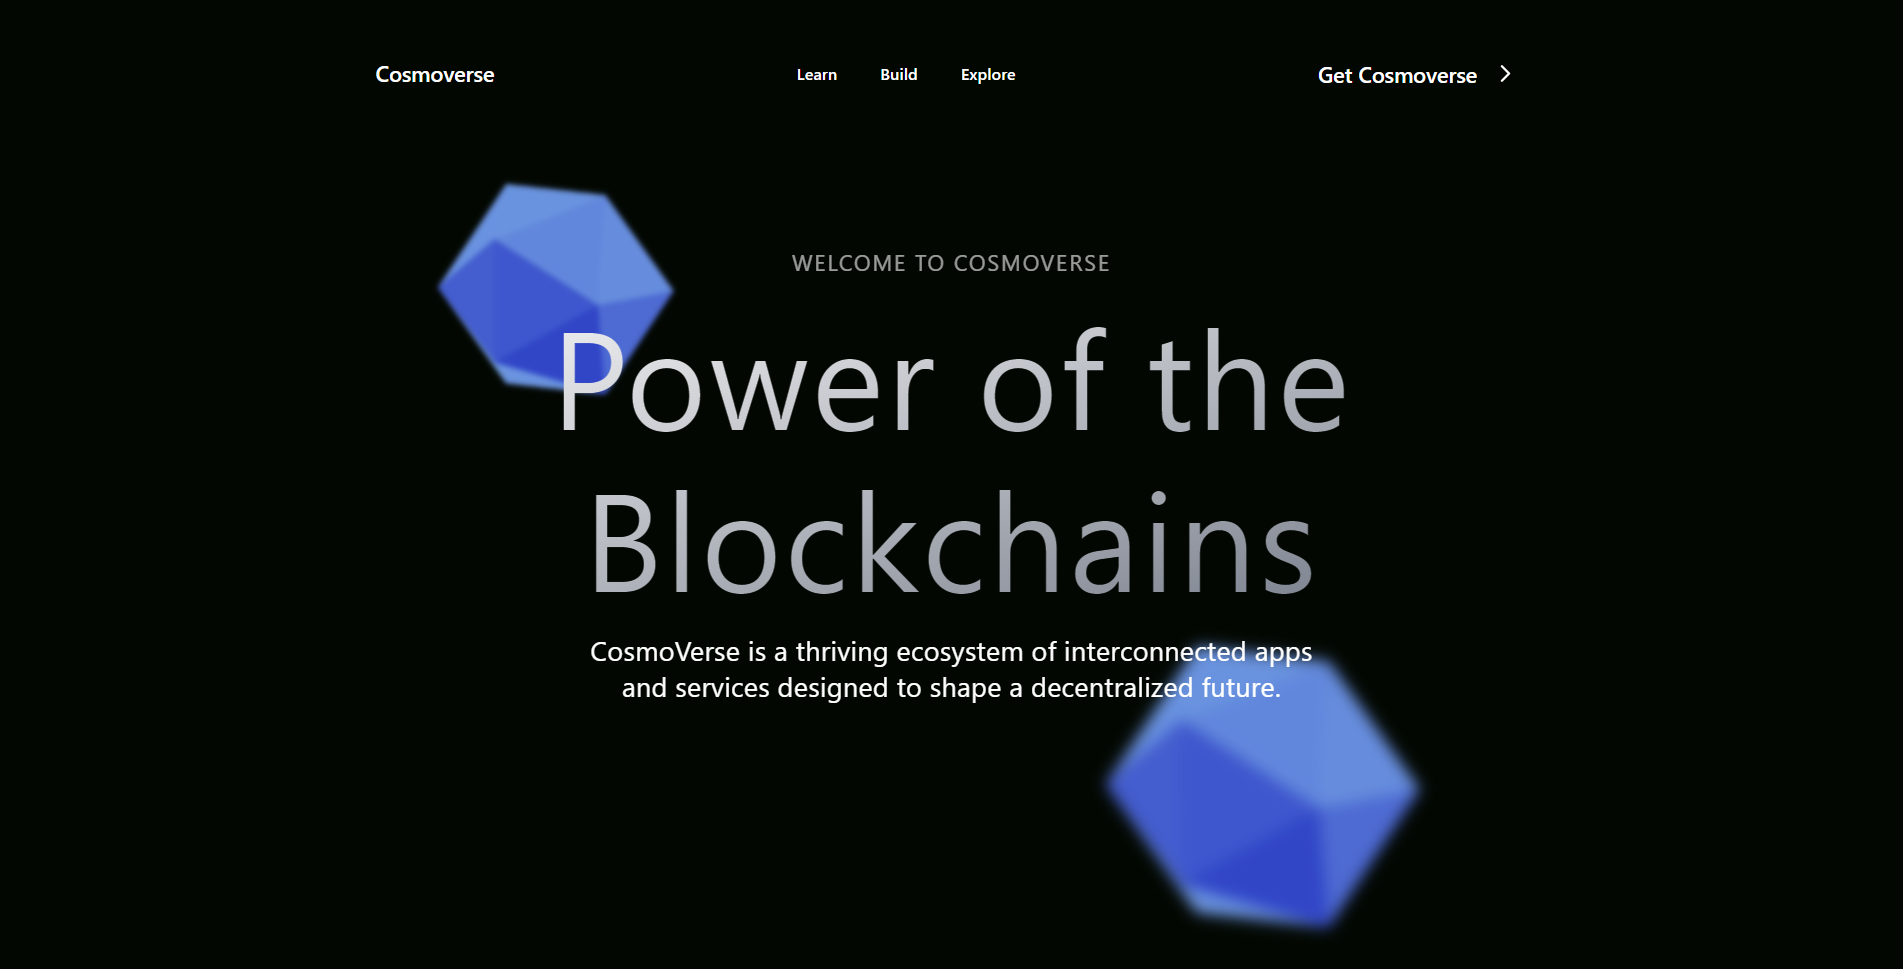 Cosmoverse
Learn
Build
Explore
Get Cosmoverse
WELCOME TO COSMOVERSE
Power of the
Blockchains
CosmoVerse is a thriving ecosystem of interconnected apps
and services designed to shape a decentralized future.